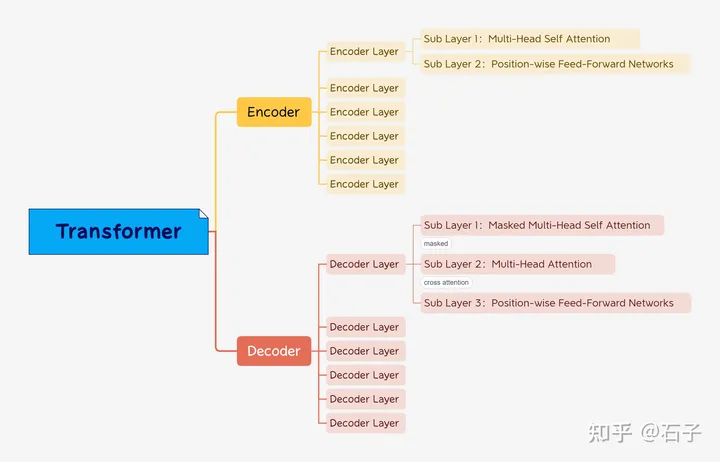 Sub Layer 1：Multi-Head Self Attention
Encoder Layer
Sub Layer 2：Position-wise Feed-Forward Networks
Encoder Layer
Encoder
Encoder Layer
Encoder Layer
Encoder Layer
Encoder Layer
Transformer
Sub Layer 1：Masked Multi-Head Self Attention
masked
Decoder Layer
Sub Layer 2：Multi-Head Attention
cross attention
Sub Layer 3：Position-wise Feed-Forward Networks
Decoder Layer
Decoder
Decoder Layer
Decoder Layer
Decoder Layer
Decoder Layer
知乎 @石子